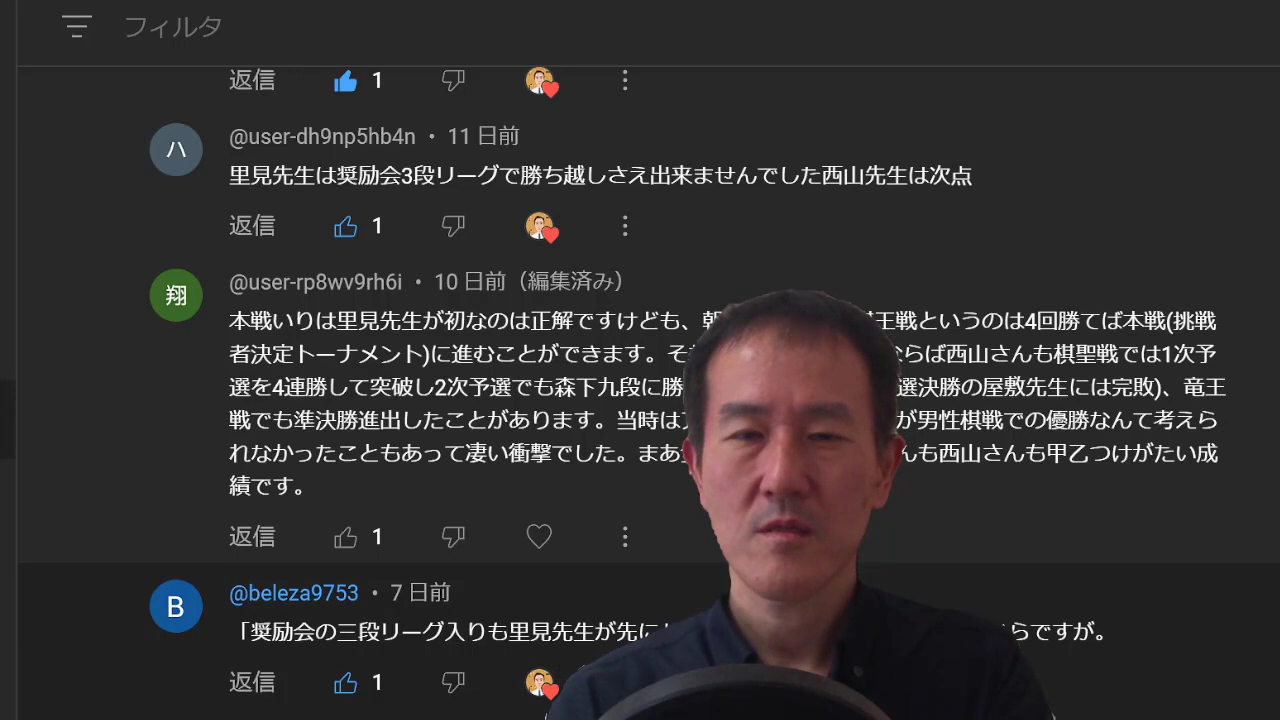 フィルタ
返信 1
ハ
@user-dh9np5hb4n • 11 日前
里見先生は奨励会3段リーグで勝ち越しさえ出来ませんでした西山先生は次点
返信 1
翔
@user-rp8wv9rh6i • 10 日前（編集済み）
本戦いりは里見先生が初なのは正解ですけども、 王戦というのは4回勝てば本戦(挑戦
者決定トーナメント)に進むことができます。 ならば西山さんも棋聖戦では1次予
選を4連勝して突破し2次予選でも森下九段に勝 選決勝の屋敷先生には完敗)、竜王
戦でも準決勝進出したことがあります。当時は が男性棋戦での優勝なんて考えら
れなかったこともあって凄い衝撃でした。まあ んも西山さんも甲乙つけがたい成
績です。
返信 1
B
@beleza9753 • 7 日前
「奨励会の三段リーグ入りも里見先生が先に らですが。
返信 1